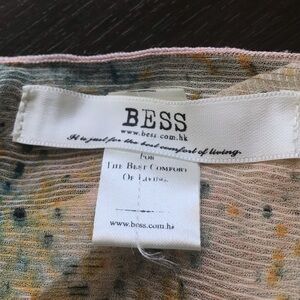 BESS
www.bess.com.hk
It is just for the best comfort of living.
FOR
THE BEST COMFORT
OF LIVING.
www.bess.com.hk